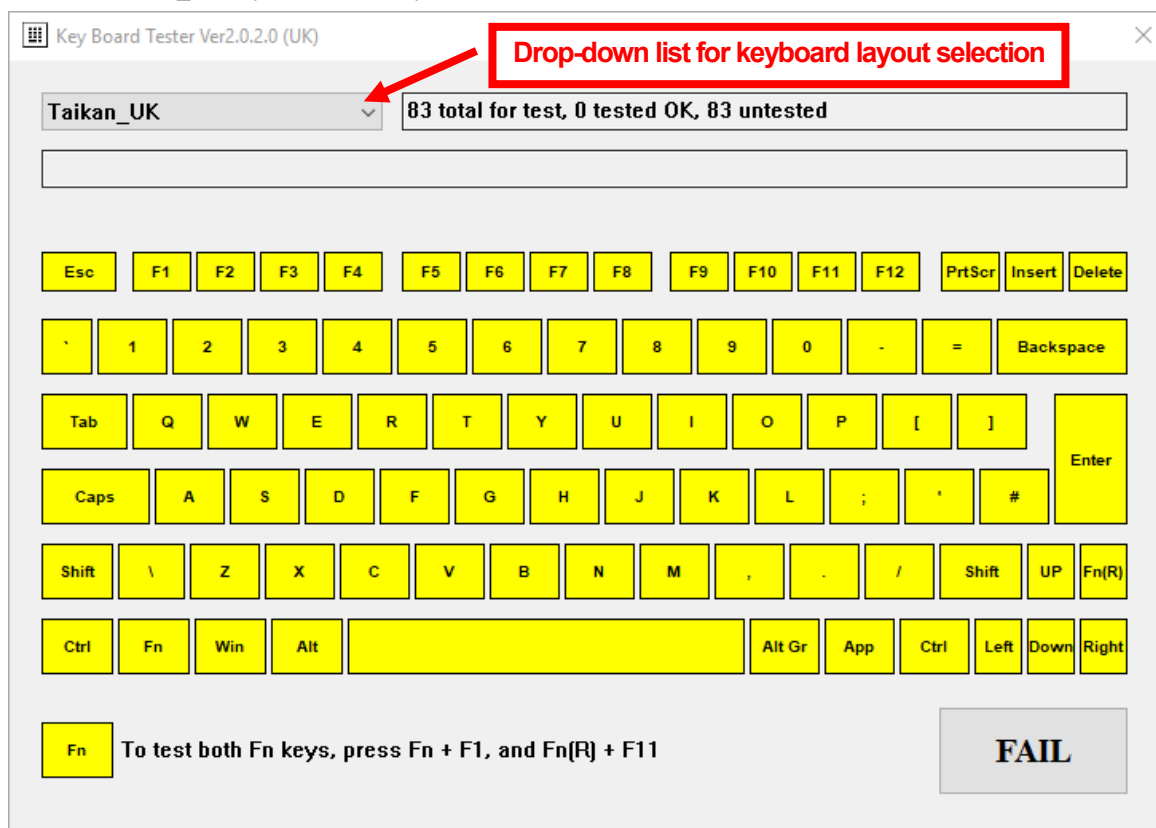 Key Board Tester Ver2.0.2.0 (UK)
Drop-down list for keyboard layout selection
Taikan_UK
83 total for test, 0 tested OK, 83 untested
Esc F1 F2 F3 F4 F5 F6 F7 F8 F9 F10 F11 F12 PrtScr Insert Delete
` 1 2 3 4 5 6 7 8 9 0 - = Backspace
Tab Q W E R T Y U I O P [ ]
Enter
Caps A S D F G H J K L ; ' #
Shift \ Z X C V B N M , . / Shift UP Fn(R)
Ctrl Fn Win Alt Alt Gr App Ctrl Left Down Right
Fn To test both Fn keys, press Fn + F1, and Fn(R) + F11
FAIL